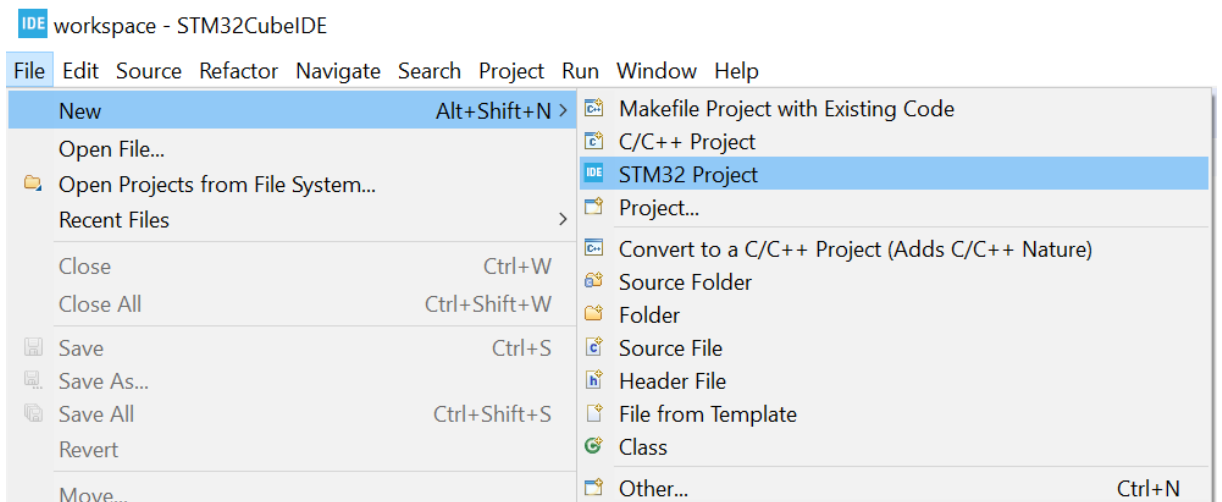 IDE workspace - STM32CubeIDE
File Edit Source Refactor Navigate Search Project Run Window Help
New Alt+Shift+N >
Open File...
Open Projects from File System...
Recent Files >
Close Ctrl+W
Close All Ctrl+Shift+W
Save Ctrl+S
Save As...
Save All Ctrl+Shift+S
Revert
Move...
Makefile Project with Existing Code
C/C++ Project
IDE STM32 Project
Project...
Convert to a C/C++ Project (Adds C/C++ Nature)
Source Folder
Folder
Source File
Header File
File from Template
Class
Other... Ctrl+N